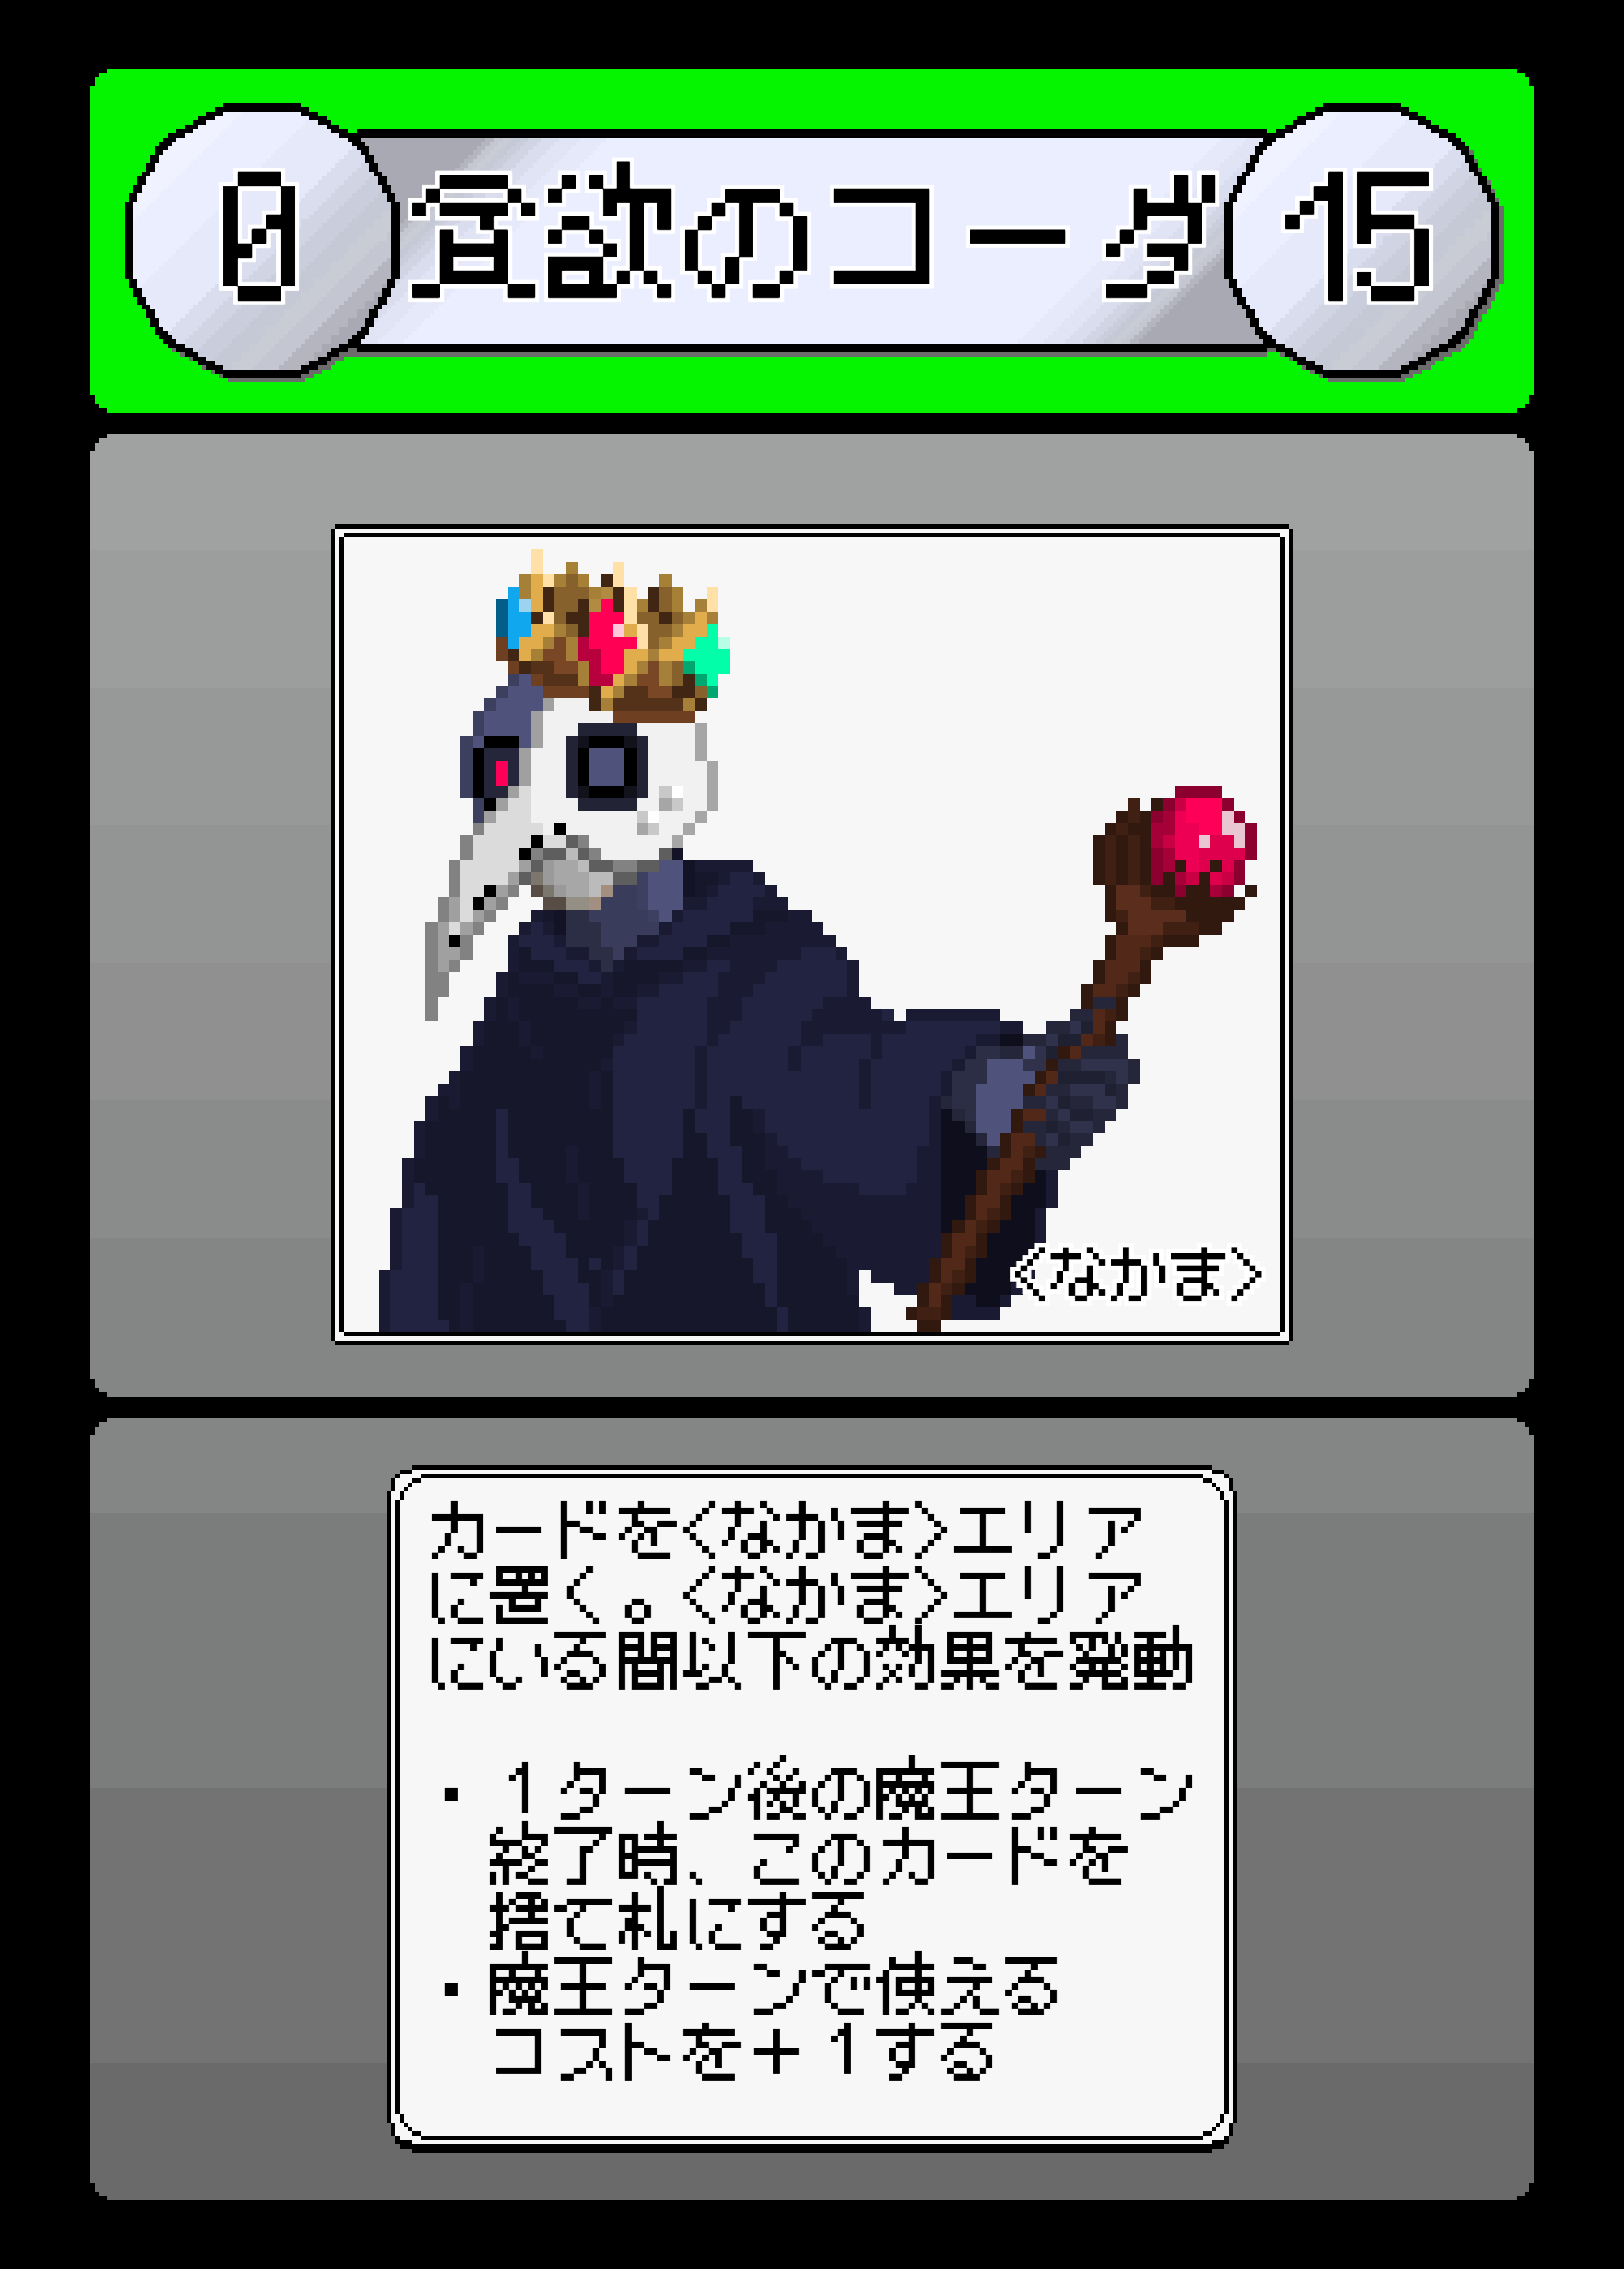 0 貪欲のコーダ 15
<なかま>
カードを<なかま>エリア
に置く。<なかま>エリア
にいる間以下の効果を発動
・1ターン後の魔王ターン
終了時、このカードを
捨て札にする
・魔王ターンで使える
コストを+1する